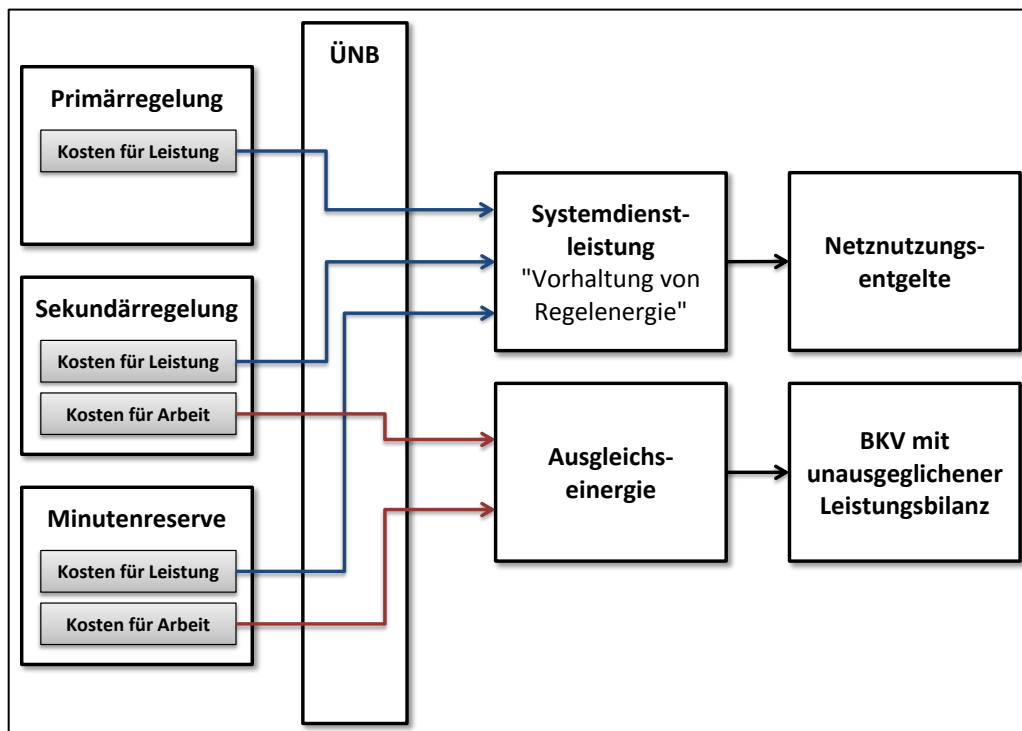 ÜNB
Primärregelung
Kosten für Leistung
Sekundärregelung
Kosten für Leistung
Kosten für Arbeit
Minutenreserve
Kosten für Leistung
Kosten für Arbeit
Systemdienst-
leistung
"Vorhaltung von
Regelenergie"
Netznutzungs-
entgelte
Ausgleichs-
einergie
BKV mit
unausgeglichener
Leistungsbilanz